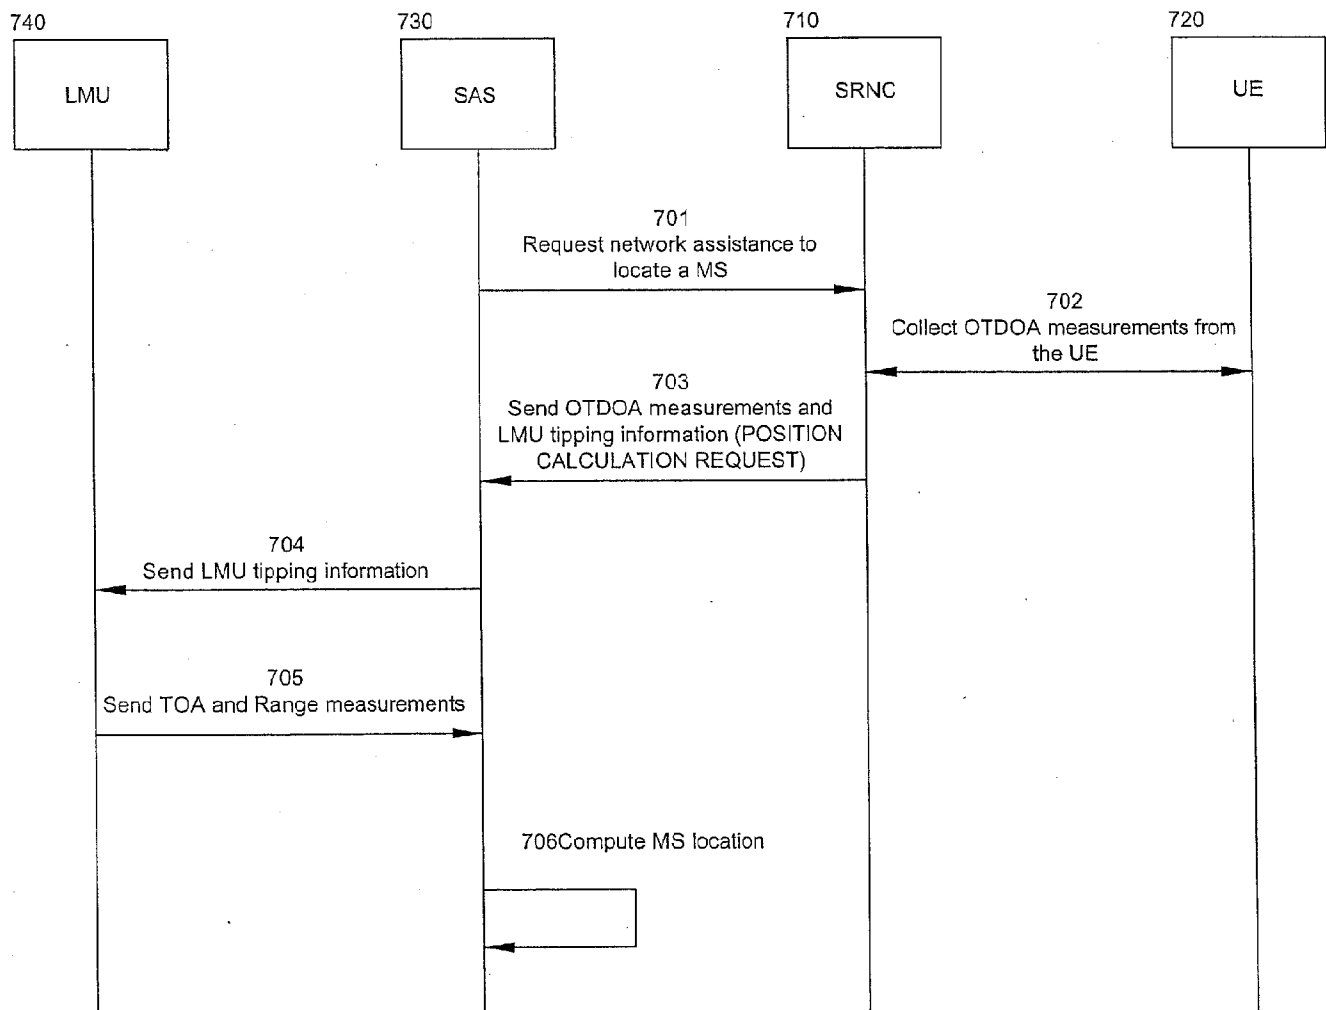 740
730
710
720
LMU
SAS
SRNC
UE
701
Request network assistance to
locate a MS
702
Collect OTDOA measurements from
the UE
703
Send OTDOA measurements and
LMU tipping information (POSITION
CALCULATION REQUEST)
704
Send LMU tipping information
705
Send TOA and Range measurements
706Compute MS location